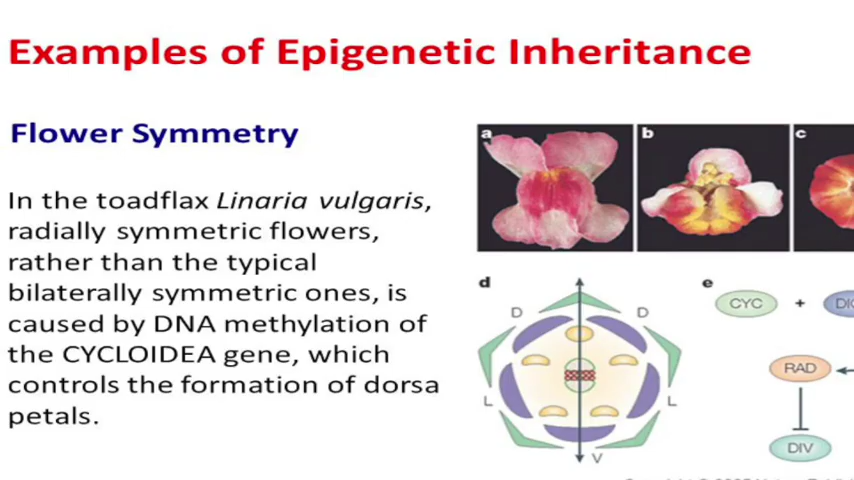 Examples of Epigenetic Inheritance
Flower Symmetry
In the toadflax Linaria vulgaris,
radially symmetric flowers,
rather than the typical
bilaterally symmetric ones, is
caused by DNA methylation of
the CYCLOIDEA gene, which
controls the formation of dorsa
petals.
a
b
c
d
D
D
L
L
V
e
CYC
+
RAD
DIV